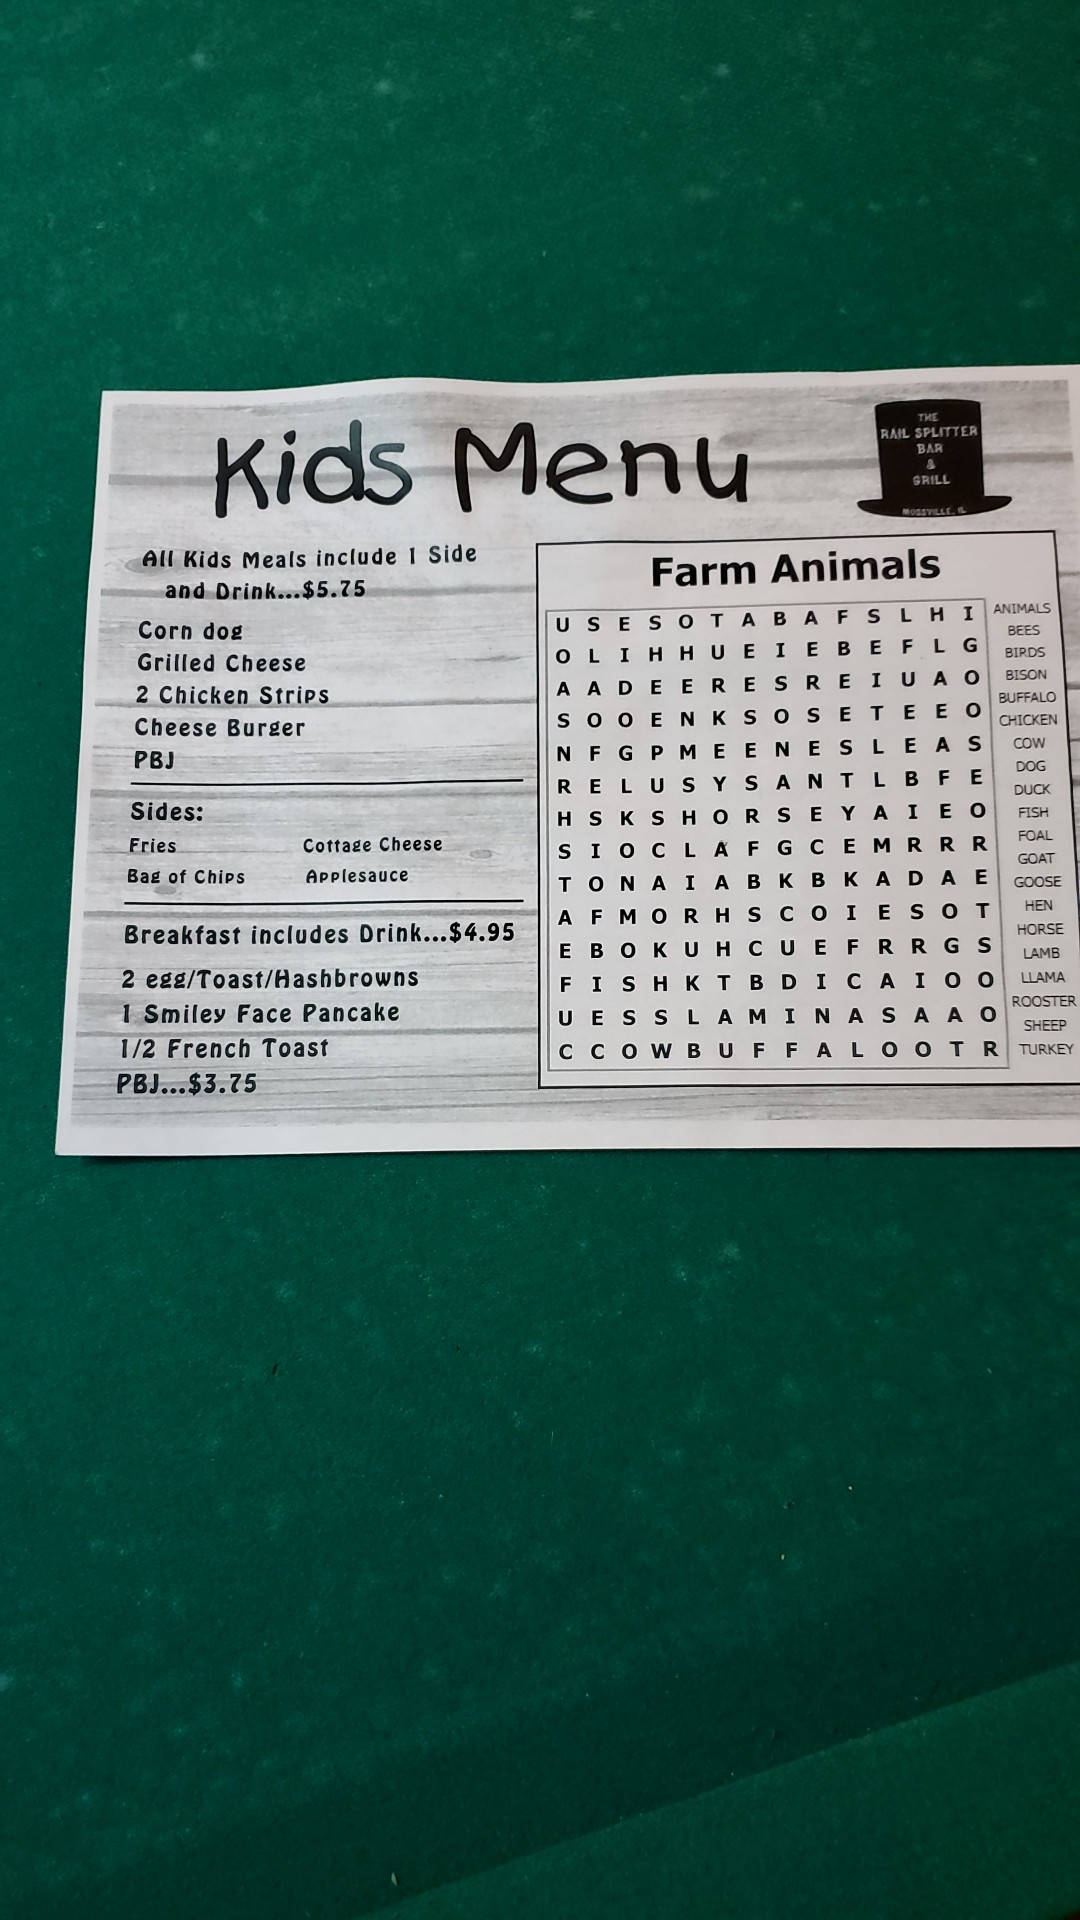 Kids Menu
THE
RAIL SPLITTER
BAR
&
GRILL
MOSSVILLE, IL
All Kids Meals include 1 Side
and Drink...$5.75
Corn dog
Grilled Cheese
2 Chicken Strips
Cheese Burger
PBJ
Sides:
Fries Cottage Cheese
Bag of Chips Applesauce
Breakfast includes Drink...$4.95
2 egg/Toast/Hashbrowns
1 Smiley Face Pancake
1/2 French Toast
PBJ...$3.75
Farm Animals
U S E S O T A B A F S L H I
O L I H H U E I E B E F L G
A A D E E R E S R E I U A O
S O O E N K S O S E T E E O
N F G P M E E N E S L E A S
R E L U S Y S A N T L B F E
H S K S H O R S E Y A I E O
S I O C L A F G C E M R R R
T O N A I A B K B K A D A E
A F M O R H S C O I E S O T
E B O K U H C U E F R R G S
F I S H K T B D I C A I O O
U E S S L A M I N A S A A O
C C O W B U F F A L O O T R
ANIMALS
BEES
BIRDS
BISON
BUFFALO
CHICKEN
COW
DOG
DUCK
FISH
FOAL
GOAT
GOOSE
HEN
HORSE
LAMB
LLAMA
ROOSTER
SHEEP
TURKEY